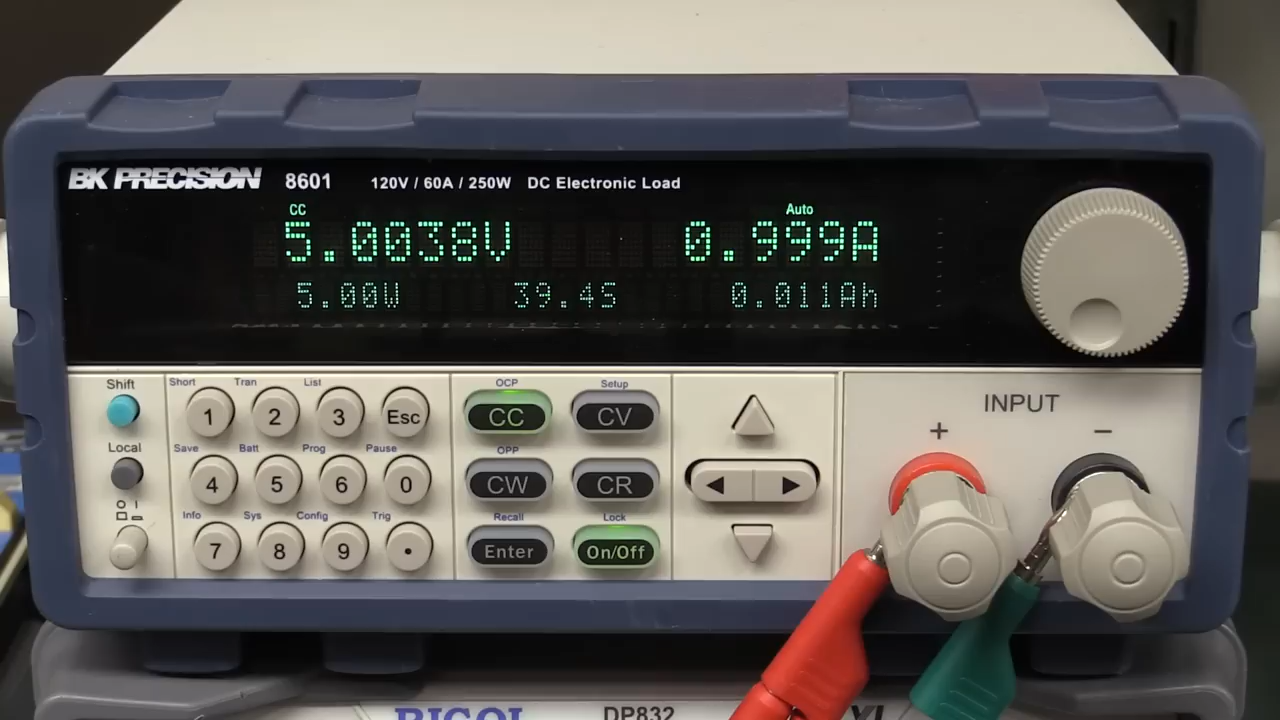 BK PRECISION 8601 120V / 60A / 250W DC Electronic Load
CC Auto
5.0038V 0.999A
5.00W 39.4S 0.011Ah
Shift
Local
Short Tran List
1 2 3 Esc
Save Batt Prog Pause
4 5 6 0
Info Sys Config Trig
7 8 9 .
OCP Setup
CC CV
OPP
CW CR
Recall Lock
Enter On/Off
INPUT
+ −
RIGOL DP832